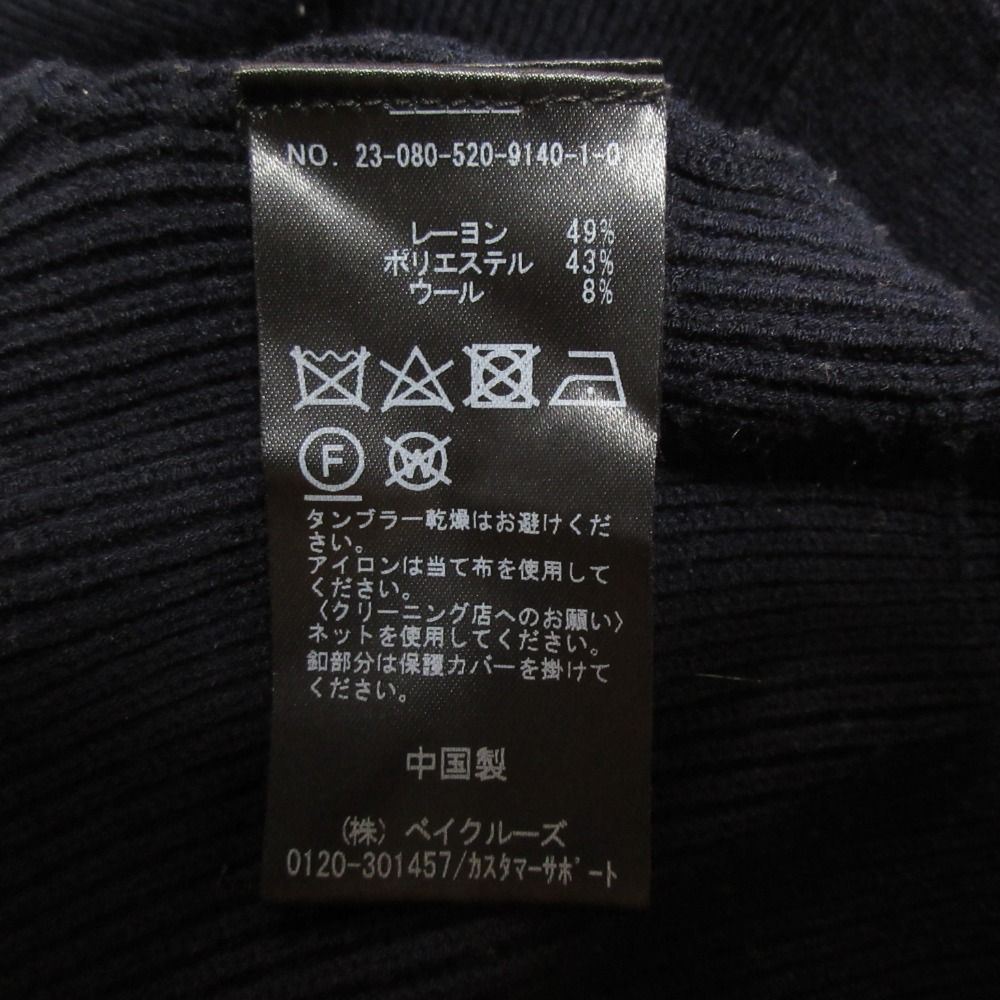 NO. 23-080-520-9140-1-0
レーヨン 49%
ポリエステル 43%
ウール 8%
F W
タンブラー乾燥はお避けくだ
さい。
アイロンは当て布を使用して
ください。
〈クリーニング店へのお願い〉
ネットを使用してください。
釦部分は保護カバーを掛けて
ください。
中国製
(株) ベイクルーズ
0120-301457/カスタマーサポート